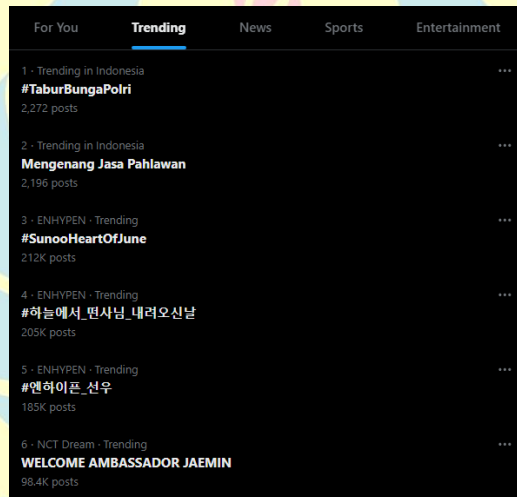 For You Trending News Sports Entertainment
1 · Trending in Indonesia
#TaburBungaPolri
2,272 posts
2 · Trending in Indonesia
Mengenang Jasa Pahlawan
2,196 posts
3 · ENHYPEN · Trending
#SunooHeartOfJune
212K posts
4 · ENHYPEN · Trending
#하늘에서_떤사님_내려오신날
205K posts
5 · ENHYPEN · Trending
#엔하이픈_선우
185K posts
6 · NCT Dream · Trending
WELCOME AMBASSADOR JAEMIN
98.4K posts